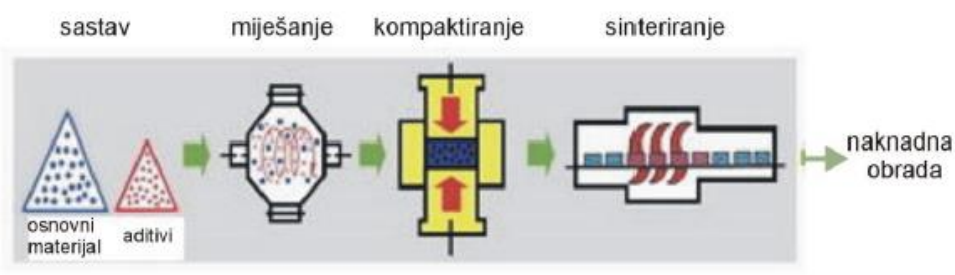 sastav miješanje kompaktiranje sinteriranje
osnovni
materijal
aditivi
naknadna
obrada